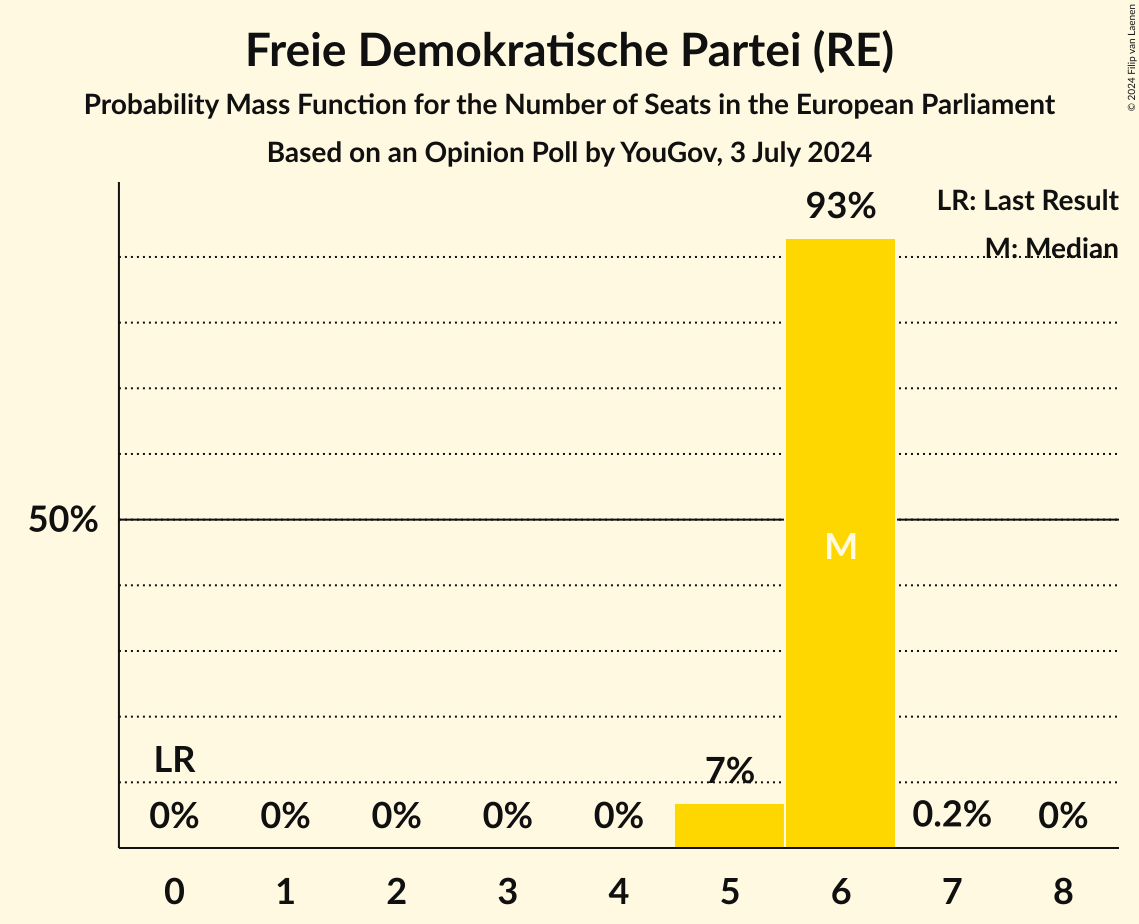 Freie Demokratische Partei (RE)
Probability Mass Function for the Number of Seats in the European Parliament
Based on an Opinion Poll by YouGov, 3 July 2024
© 2024 Filip van Laenen
LR: Last Result
M: Median
93%
50%
M
LR
7%
0% 0% 0% 0% 0% 0.2% 0%
0 1 2 3 4 5 6 7 8